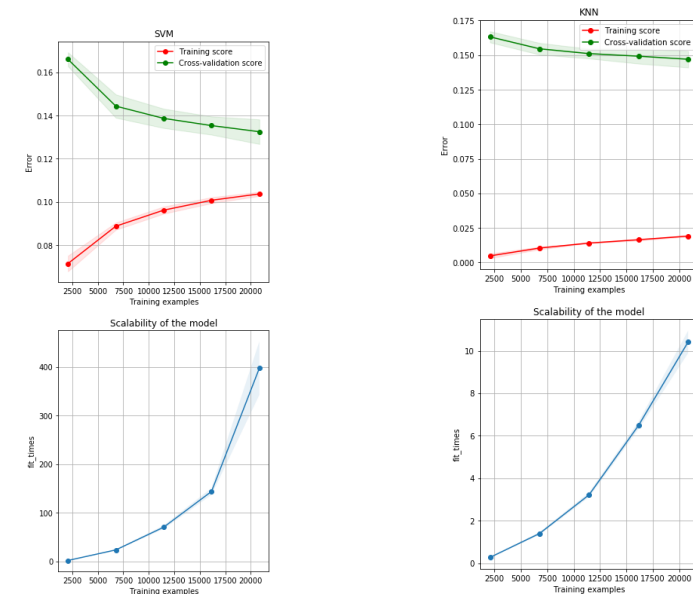 SVM
Training score
Cross-validation score
0.16
0.14
0.12
0.10
0.08
Error
2500 5000 7500 10000 12500 15000 17500 20000
Training examples
KNN
Training score
Cross-validation score
0.175
0.150
0.125
0.100
0.075
0.050
0.025
0.000
Error
2500 5000 7500 10000 12500 15000 17500 20000
Training examples
Scalability of the model
400
300
200
100
0
fit_times
2500 5000 7500 10000 12500 15000 17500 20000
Training examples
Scalability of the model
10
8
6
4
2
0
fit_times
2500 5000 7500 10000 12500 15000 17500 20000
Training examples